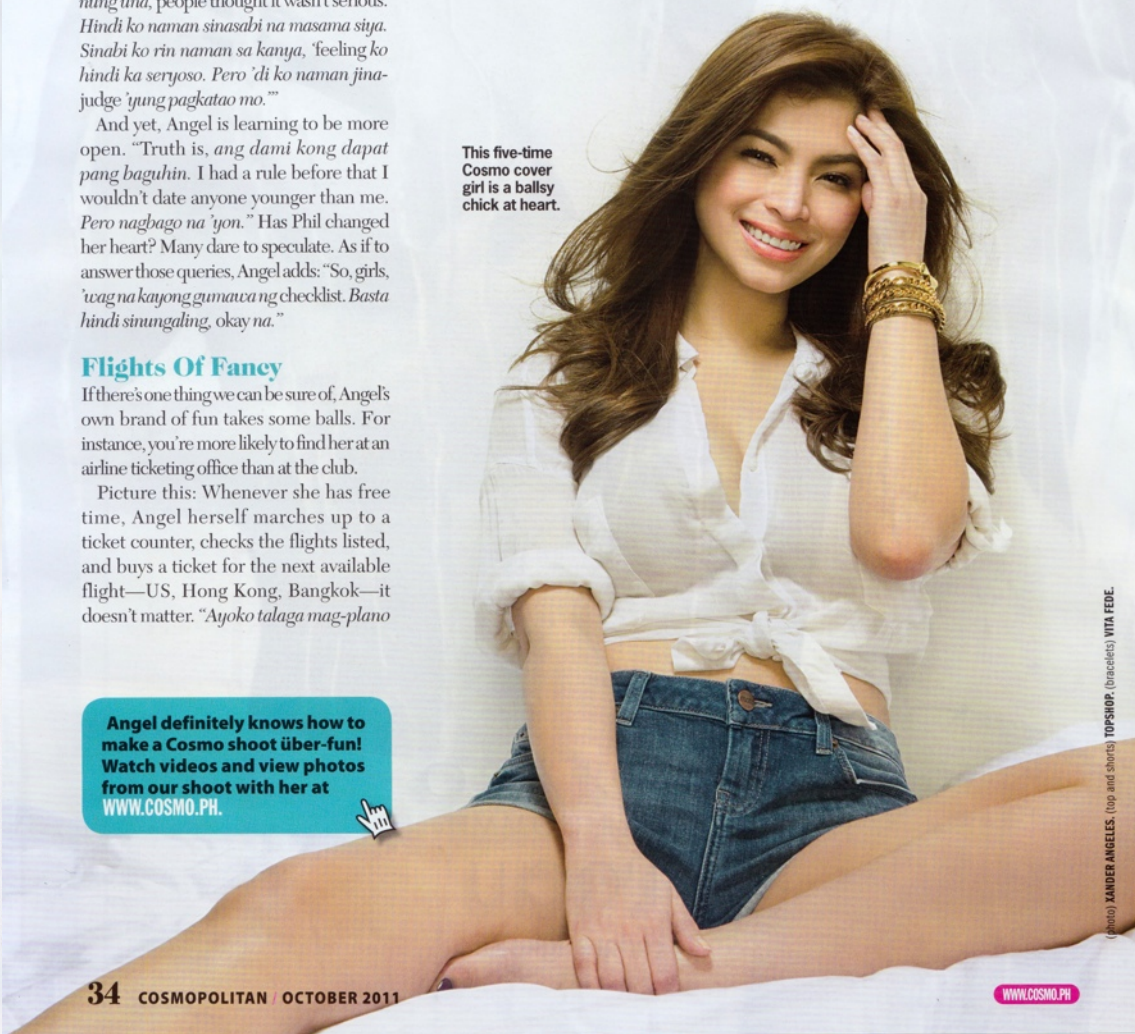 nung una, people thought it wasn't serious.
Hindi ko naman sinasabi na masama siya.
Sinabi ko rin naman sa kanya, 'feeling ko
hindi ka seryoso. Pero 'di ko naman jina-
judge 'yung pagkatao mo.'"
And yet, Angel is learning to be more
open. "Truth is, ang dami kong dapat
pang baguhin. I had a rule before that I
wouldn't date anyone younger than me.
Pero nagbago na 'yon." Has Phil changed
her heart? Many dare to speculate. As if to
answer those queries, Angel adds: "So, girls,
'wag na kayong gumawa ng checklist. Basta
hindi sinungaling, okay na."
Flights Of Fancy
If there's one thing we can be sure of, Angel's
own brand of fun takes some balls. For
instance, you're more likely to find her at an
airline ticketing office than at the club.
Picture this: Whenever she has free
time, Angel herself marches up to a
ticket counter, checks the flights listed,
and buys a ticket for the next available
flight—US, Hong Kong, Bangkok—it
doesn't matter. "Ayoko talaga mag-plano
Angel definitely knows how to
make a Cosmo shoot über-fun!
Watch videos and view photos
from our shoot with her at
WWW.COSMO.PH.
This five-time
Cosmo cover
girl is a ballsy
chick at heart.
(photo) XANDER ANGELES. (top and shorts) TOPSHOP. (bracelets) VITA FEDE.
34 COSMOPOLITAN / OCTOBER 2011
WWW.COSMO.PH